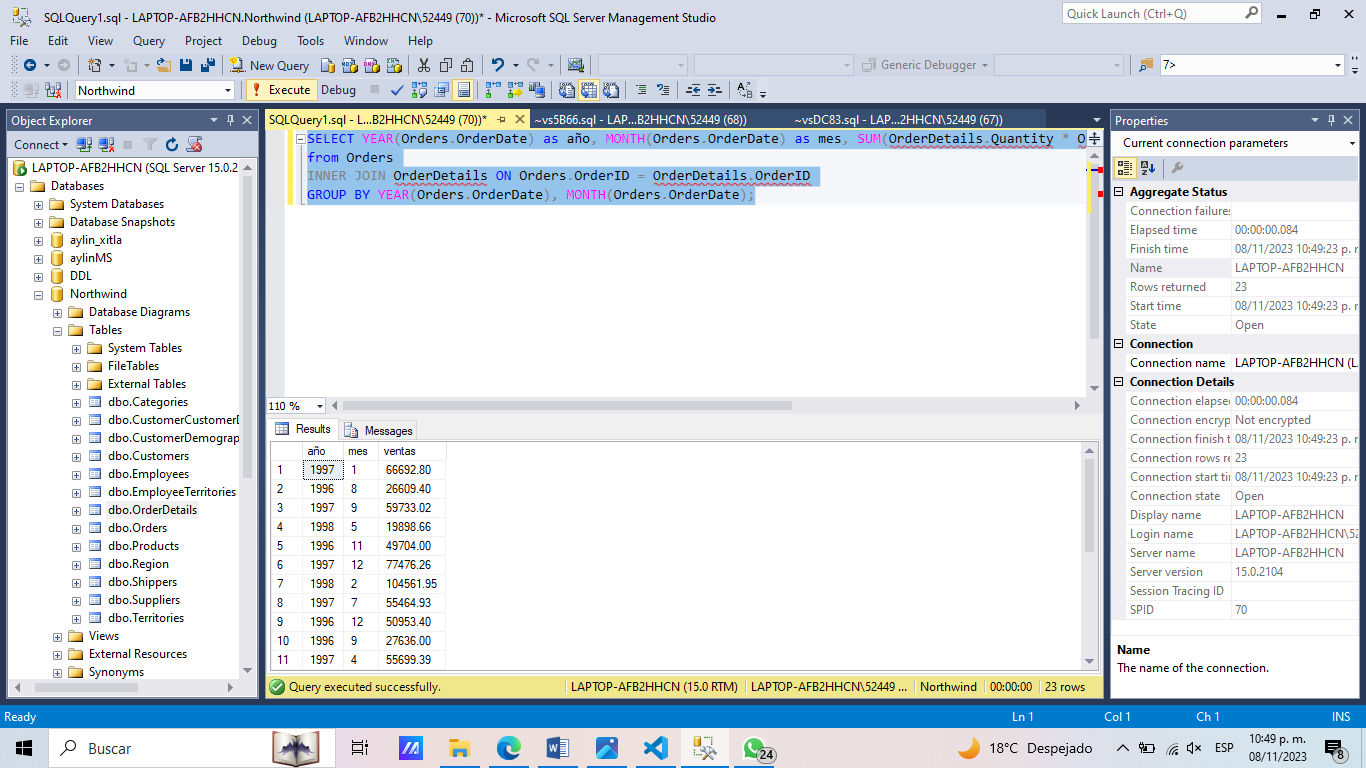 SQLQuery1.sql - LAPTOP-AFB2HHCN.Northwind (LAPTOP-AFB2HHCN\52449 (70))* - Microsoft SQL Server Management Studio
Quick Launch (Ctrl+Q)
File Edit View Query Project Debug Tools Window Help
New Query
Generic Debugger
7>
Northwind
Execute Debug
Object Explorer
Connect
LAPTOP-AFB2HHCN (SQL Server 15.0.2
Databases
System Databases
Database Snapshots
aylin_xitla
aylinMS
DDL
Northwind
Database Diagrams
Tables
System Tables
FileTables
External Tables
dbo.Categories
dbo.CustomerCustomerD
dbo.CustomerDemograp
dbo.Customers
dbo.Employees
dbo.EmployeeTerritories
dbo.OrderDetails
dbo.Orders
dbo.Products
dbo.Region
dbo.Shippers
dbo.Suppliers
dbo.Territories
Views
External Resources
Synonyms
SQLQuery1.sql - L...B2HHCN\52449 (70))* ~vs5B66.sql - LAP...B2HHCN\52449 (68)) ~vsDC83.sql - LAP...2HHCN\52449 (67))
SELECT YEAR(Orders.OrderDate) as año, MONTH(Orders.OrderDate) as mes, SUM(OrderDetails.Quantity * O
from Orders
INNER JOIN OrderDetails ON Orders.OrderID = OrderDetails.OrderID
GROUP BY YEAR(Orders.OrderDate), MONTH(Orders.OrderDate);
110 %
Results Messages
año mes ventas
1 1997 1 66692.80
2 1996 8 26609.40
3 1997 9 59733.02
4 1998 5 19898.66
5 1996 11 49704.00
6 1997 12 77476.26
7 1998 2 104561.95
8 1997 7 55464.93
9 1996 12 50953.40
10 1996 9 27636.00
11 1997 4 55699.39
Query executed successfully.
LAPTOP-AFB2HHCN (15.0 RTM) LAPTOP-AFB2HHCN\52449 ... Northwind 00:00:00 23 rows
Properties
Current connection parameters
Aggregate Status
Connection failures
Elapsed time 00:00:00.084
Finish time 08/11/2023 10:49:23 p. r
Name LAPTOP-AFB2HHCN
Rows returned 23
Start time 08/11/2023 10:49:23 p. r
State Open
Connection
Connection name LAPTOP-AFB2HHCN (L
Connection Details
Connection elapse 00:00:00.084
Connection encryp Not encrypted
Connection finish t 08/11/2023 10:49:23 p. r
Connection rows re 23
Connection start ti 08/11/2023 10:49:23 p. r
Connection state Open
Display name LAPTOP-AFB2HHCN
Login name LAPTOP-AFB2HHCN\52
Server name LAPTOP-AFB2HHCN
Server version 15.0.2104
Session Tracing ID
SPID 70
Name
The name of the connection.
Ready
Ln 1 Col 1 Ch 1 INS
Buscar
24
18°C Despejado
ESP
10:49 p. m.
08/11/2023
8